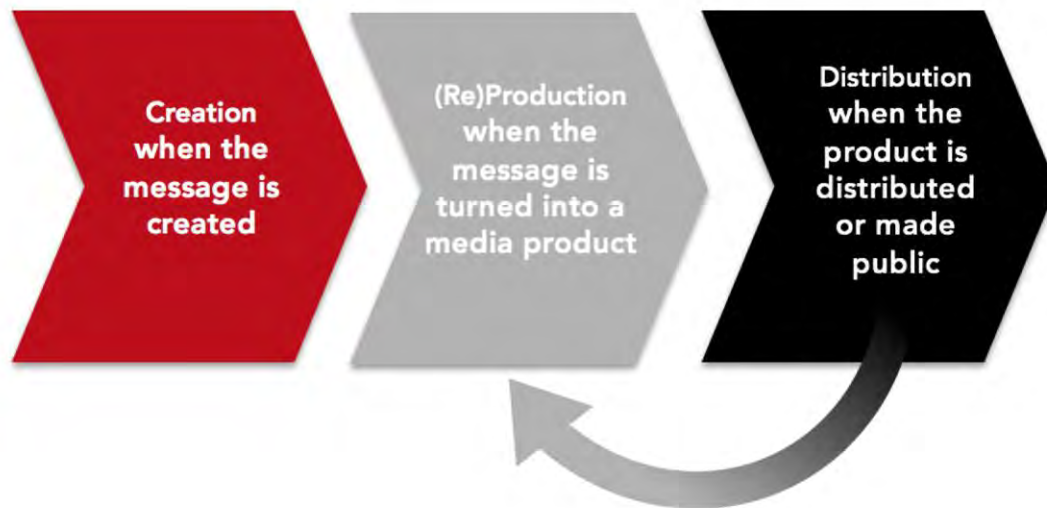 Creation
when the
message is
created
(Re)Production
when the
message is
turned into a
media product
Distribution
when the
product is
distributed
or made
public